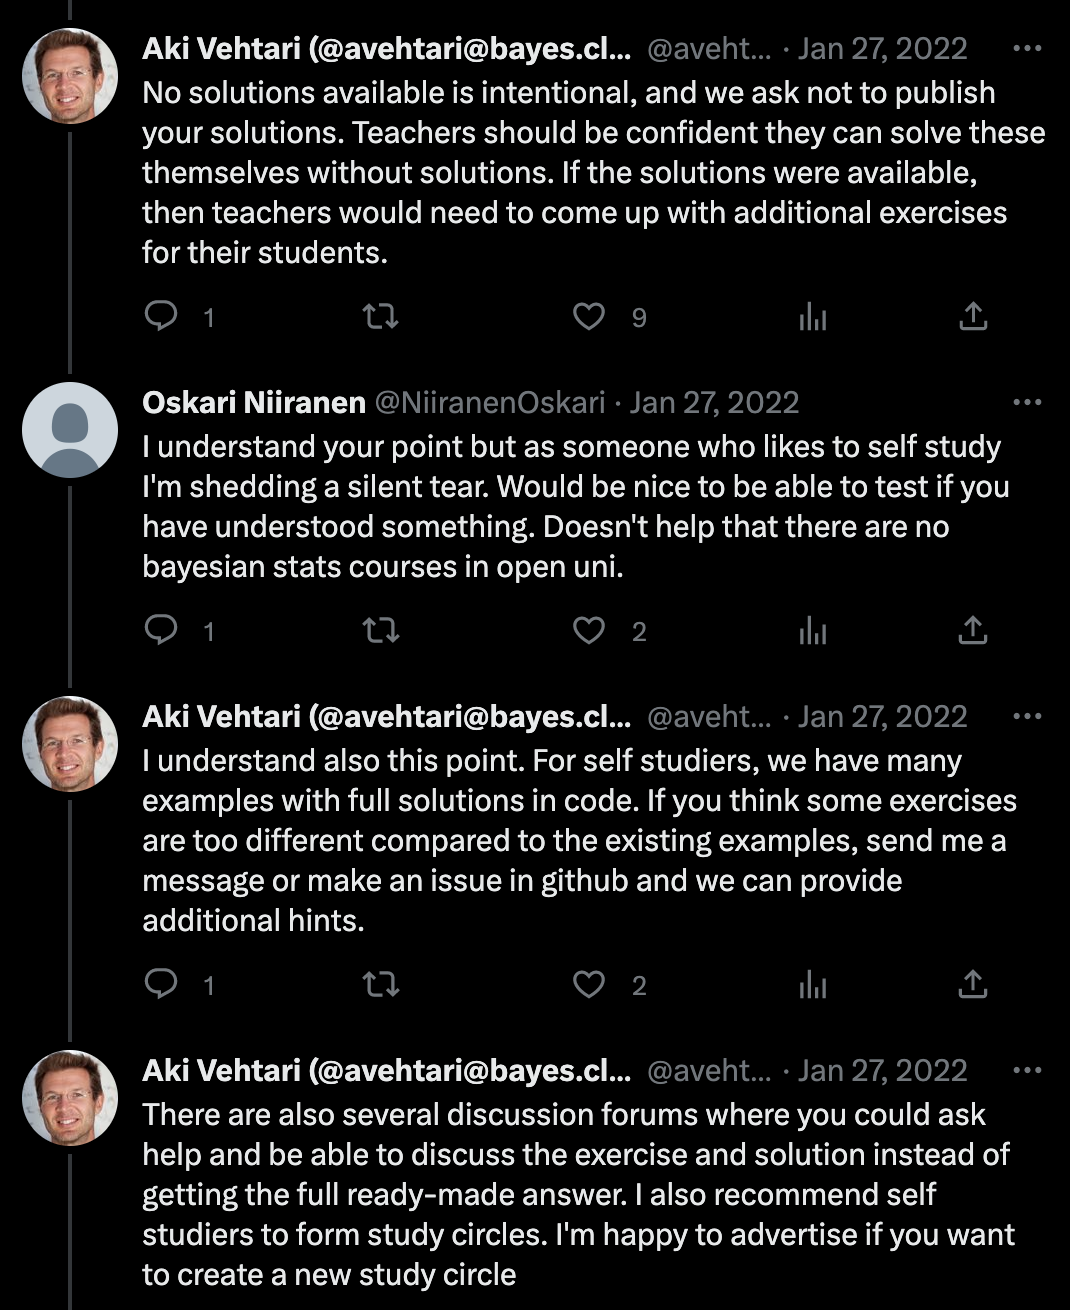 Aki Vehtari (@avehtari@bayes.cl... @aveht... · Jan 27, 2022
No solutions available is intentional, and we ask not to publish
your solutions. Teachers should be confident they can solve these
themselves without solutions. If the solutions were available,
then teachers would need to come up with additional exercises
for their students.
1 9
Oskari Niiranen @NiiranenOskari · Jan 27, 2022
I understand your point but as someone who likes to self study
I'm shedding a silent tear. Would be nice to be able to test if you
have understood something. Doesn't help that there are no
bayesian stats courses in open uni.
1 2
Aki Vehtari (@avehtari@bayes.cl... @aveht... · Jan 27, 2022
I understand also this point. For self studiers, we have many
examples with full solutions in code. If you think some exercises
are too different compared to the existing examples, send me a
message or make an issue in github and we can provide
additional hints.
1 2
Aki Vehtari (@avehtari@bayes.cl... @aveht... · Jan 27, 2022
There are also several discussion forums where you could ask
help and be able to discuss the exercise and solution instead of
getting the full ready-made answer. I also recommend self
studiers to form study circles. I'm happy to advertise if you want
to create a new study circle